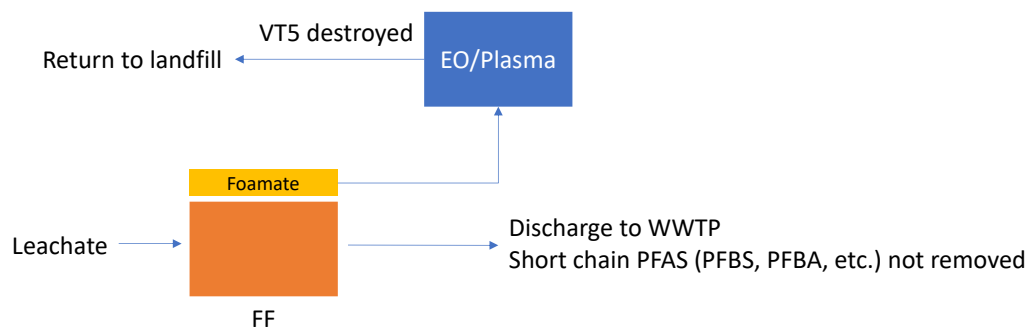 VT5 destroyed
Return to landfill
EO/Plasma
Foamate
Leachate
Discharge to WWTP
Short chain PFAS (PFBS, PFBA, etc.) not removed
FF